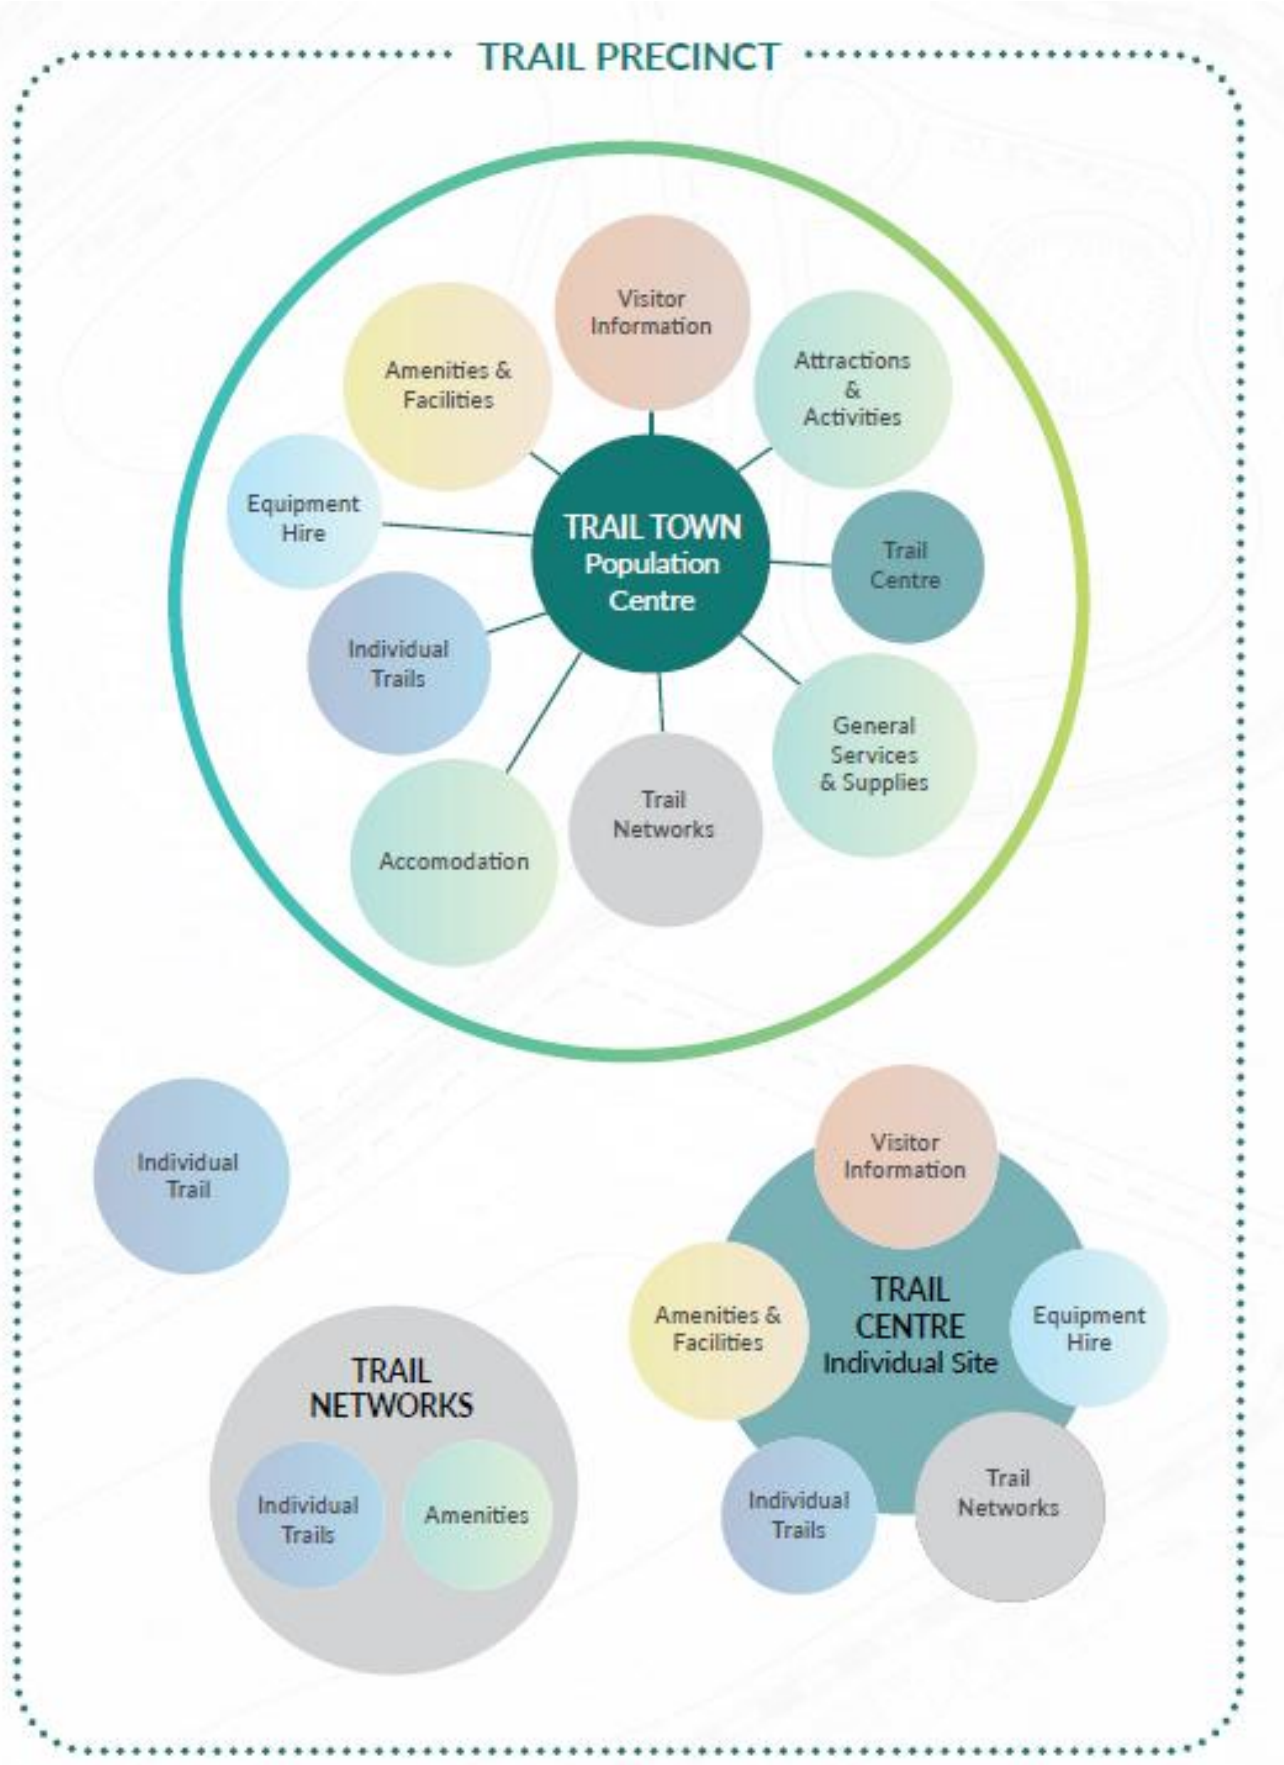 TRAIL PRECINCT
Visitor
Information
Amenities &
Facilities
Attractions
&
Activities
Equipment
Hire
TRAIL TOWN
Population
Centre
Trail
Centre
Individual
Trails
General
Services
& Supplies
Trail
Networks
Accomodation
Individual
Trail
Visitor
Information
TRAIL
CENTRE
Individual Site
Amenities &
Facilities
Equipment
Hire
TRAIL
NETWORKS
Individual
Trails
Amenities
Individual
Trails
Trail
Networks